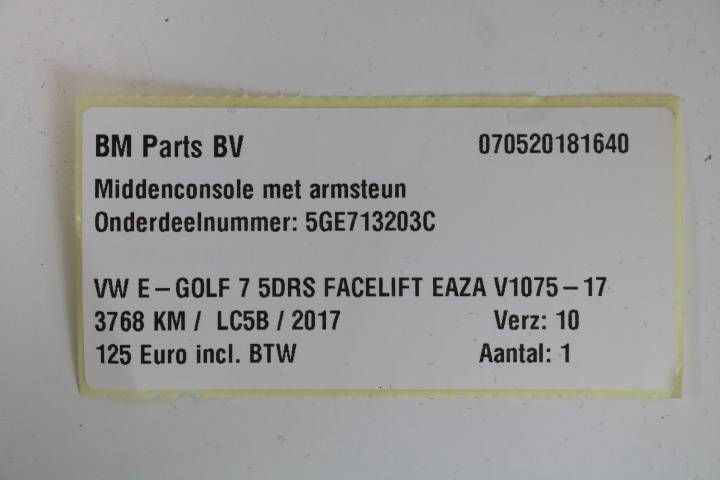 BM Parts BV 070520181640
Middenconsole met armsteun
Onderdeelnummer: 5GE713203C
VW E-GOLF 7 5DRS FACELIFT EAZA V1075-17
3768 KM / LC5B / 2017 Verz: 10
125 Euro incl. BTW Aantal: 1